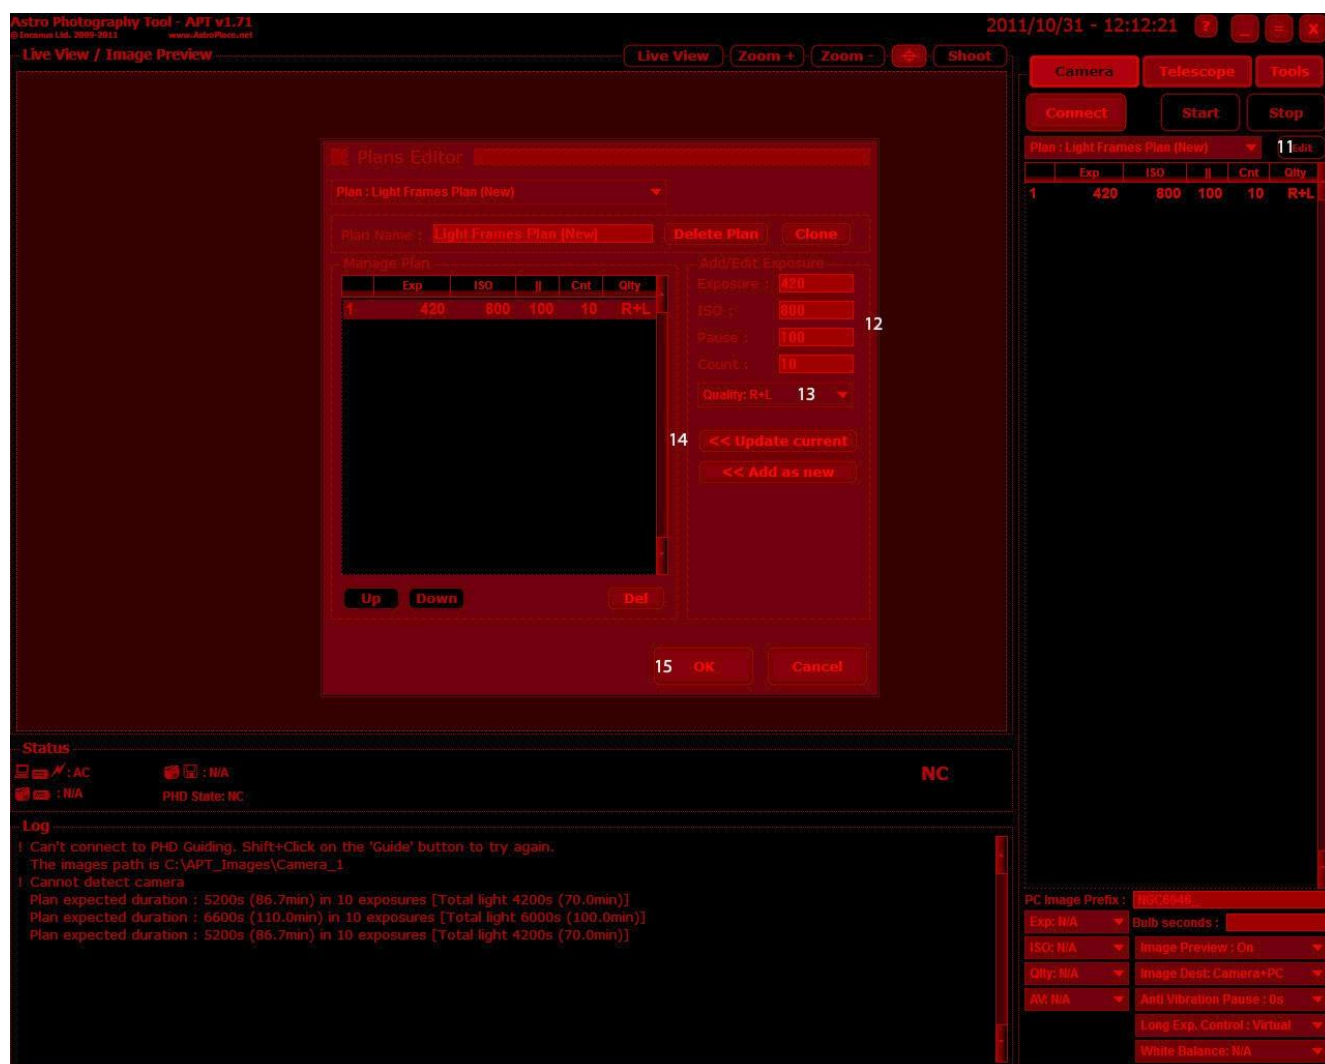 Astro Photography Tool - APT v1.71
© Incanus Ltd. 2009-2011 www.AstroPlace.net
2011/10/31 - 12:12:21 ? _ = X
Live View / Image Preview
Live View Zoom + Zoom - Shoot
Camera Telescope Tools
Connect Start Stop
Plan : Light Frames Plan (New) 11 Edit
Exp ISO || Cnt Qlty
1 420 800 100 10 R+L
Plans Editor
Plan : Light Frames Plan (New)
Plan Name : Light Frames Plan (New) Delete Plan Clone
Manage Plan
Exp ISO || Cnt Qlty
1 420 800 100 10 R+L
Add/Edit Exposure
Exposure : 420
ISO : 800
12
Pause : 100
Count : 10
Quality: R+L 13
14 << Update current
<< Add as new
Up Down Del
15 OK Cancel
Status
: AC : N/A NC
: N/A PHD State: NC
Log
! Can't connect to PHD Guiding. Shift+Click on the 'Guide' button to try again.
The images path is C:\APT_Images\Camera_1
! Cannot detect camera
Plan expected duration : 5200s (86.7min) in 10 exposures [Total light 4200s (70.0min)]
Plan expected duration : 6600s (110.0min) in 10 exposures [Total light 6000s (100.0min)]
Plan expected duration : 5200s (86.7min) in 10 exposures [Total light 4200s (70.0min)]
PC Image Prefix : NGC6946_
Exp: N/A Bulb seconds :
ISO: N/A Image Preview : On
Qlty: N/A Image Dest: Camera+PC
AV: N/A Anti Vibration Pause : 0s
Long Exp. Control : Virtual
White Balance: N/A